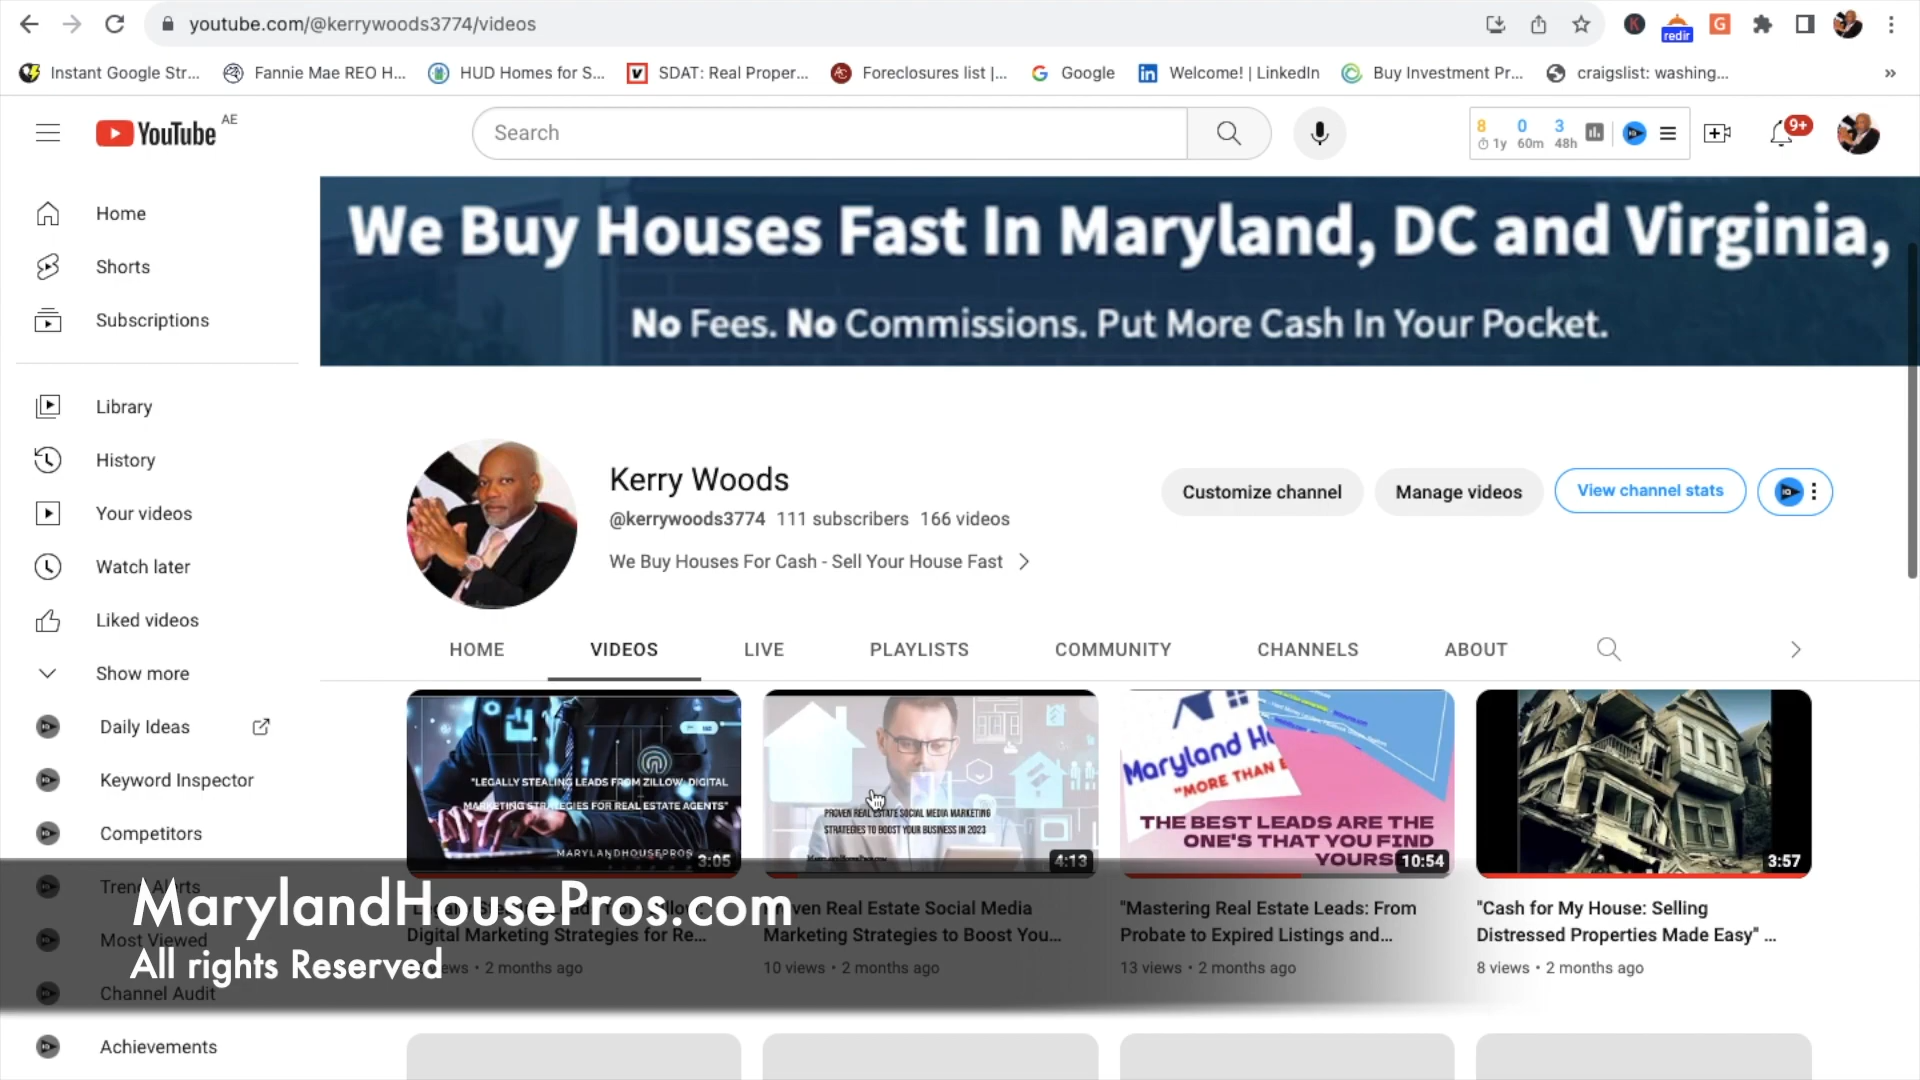 youtube.com/@kerrywoods3774/videos
redir
Instant Google Str...
Fannie Mae REO H...
HUD Homes for S...
SDAT: Real Proper...
Foreclosures list |...
Google
Welcome! | LinkedIn
Buy Investment Pr...
craigslist: washing...
»
YouTube AE
Search
8 0 3
1y 60m 48h
9+
Home
Shorts
Subscriptions
Library
History
Your videos
Watch later
Liked videos
Show more
Daily Ideas
Keyword Inspector
Competitors
Trend Alerts
Most Viewed
Channel Audit
Achievements
We Buy Houses Fast In Maryland, DC and Virginia,
No Fees. No Commissions. Put More Cash In Your Pocket.
Kerry Woods
@kerrywoods3774 111 subscribers 166 videos
We Buy Houses For Cash - Sell Your House Fast
Customize channel
Manage videos
View channel stats
HOME VIDEOS LIVE PLAYLISTS COMMUNITY CHANNELS ABOUT
"LEGALLY STEALING LEADS FROM ZILLOW: DIGITAL
MARKETING STRATEGIES FOR REAL ESTATE AGENTS"
MARYLANDHOUSEPROS
3:05
Digital Marketing Strategies for Re...
2 months ago
PROVEN REAL ESTATE SOCIAL MEDIA MARKETING
STRATEGIES TO BOOST YOUR BUSINESS IN 2023
MarylandHousePros.com
4:13
Proven Real Estate Social Media
Marketing Strategies to Boost You...
10 views • 2 months ago
Maryland H
"MORE THAN
THE BEST LEADS ARE THE
ONE'S THAT YOU FIND
YOURS
10:54
"Mastering Real Estate Leads: From
Probate to Expired Listings and...
13 views • 2 months ago
3:57
"Cash for My House: Selling
Distressed Properties Made Easy" ...
8 views • 2 months ago
MarylandHousePros.com
All rights Reserved